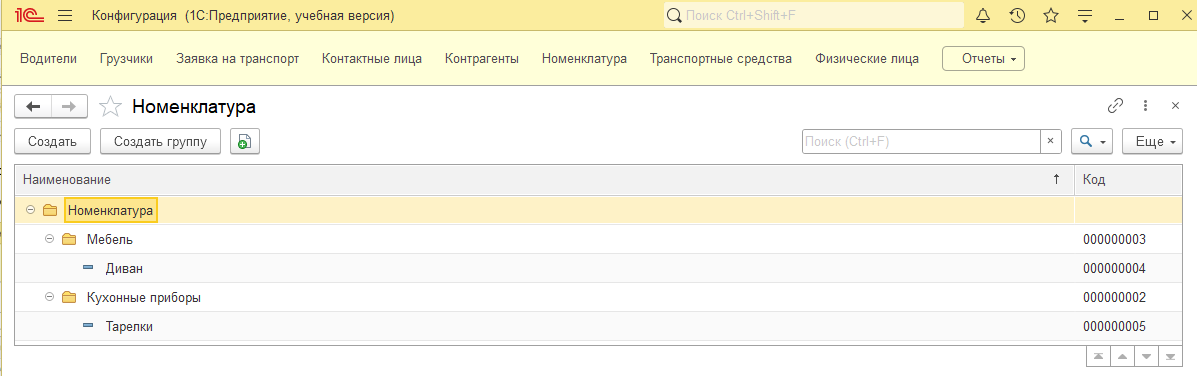 1С Конфигурация (1С:Предприятие, учебная версия) Поиск Ctrl+Shift+F
Водители Грузчики Заявка на транспорт Контактные лица Контрагенты Номенклатура Транспортные средства Физические лица Отчеты
Номенклатура
Создать Создать группу Поиск (Ctrl+F) × Еще
Наименование ↑ Код
Номенклатура
Мебель 000000003
Диван 000000004
Кухонные приборы 000000002
Тарелки 000000005